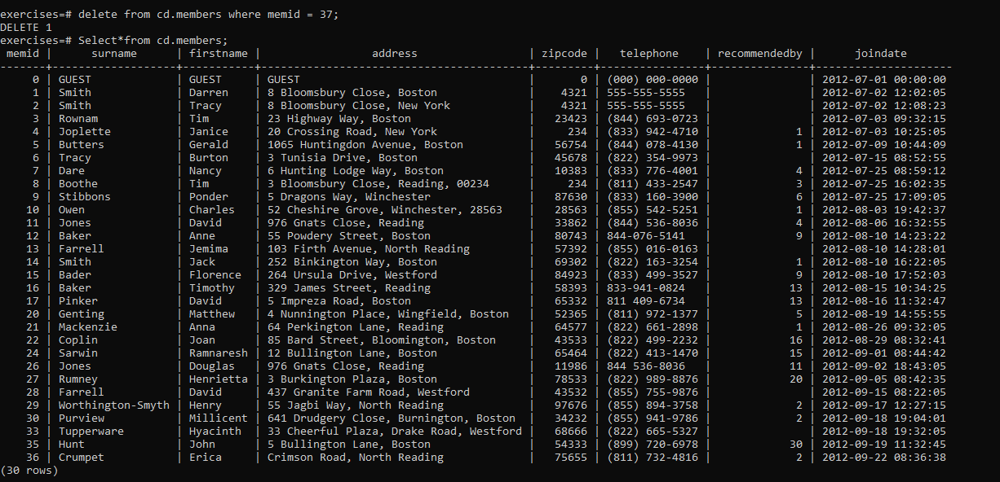 exercises=# delete from cd.members where memid = 37;
DELETE 1
exercises=# Select*from cd.members;
 memid |     surname     | firstname |                 address                 | zipcode |   telephone    | recommendedby |      joindate
-------+-----------------+-----------+-----------------------------------------+---------+----------------+---------------+---------------------
     0 | GUEST           | GUEST     | GUEST                                   |       0 | (000) 000-0000 |               | 2012-07-01 00:00:00
     1 | Smith           | Darren    | 8 Bloomsbury Close, Boston              |    4321 | 555-555-5555   |               | 2012-07-02 12:02:05
     2 | Smith           | Tracy     | 8 Bloomsbury Close, New York            |    4321 | 555-555-5555   |               | 2012-07-02 12:08:23
     3 | Rownam          | Tim       | 23 Highway Way, Boston                  |   23423 | (844) 693-0723 |               | 2012-07-03 09:32:15
     4 | Joplette        | Janice    | 20 Crossing Road, New York              |     234 | (833) 942-4710 |             1 | 2012-07-03 10:25:05
     5 | Butters         | Gerald    | 1065 Huntingdon Avenue, Boston          |   56754 | (844) 078-4130 |             1 | 2012-07-09 10:44:09
     6 | Tracy           | Burton    | 3 Tunisia Drive, Boston                 |   45678 | (822) 354-9973 |               | 2012-07-15 08:52:55
     7 | Dare            | Nancy     | 6 Hunting Lodge Way, Boston             |   10383 | (833) 776-4001 |             4 | 2012-07-25 08:59:12
     8 | Boothe          | Tim       | 3 Bloomsbury Close, Reading, 00234      |     234 | (811) 433-2547 |             3 | 2012-07-25 16:02:35
     9 | Stibbons        | Ponder    | 5 Dragons Way, Winchester               |   87630 | (833) 160-3900 |             6 | 2012-07-25 17:09:05
    10 | Owen            | Charles   | 52 Cheshire Grove, Winchester, 28563    |   28563 | (855) 542-5251 |             1 | 2012-08-03 19:42:37
    11 | Jones           | David     | 976 Gnats Close, Reading                |   33862 | (844) 536-8036 |             4 | 2012-08-06 16:32:55
    12 | Baker           | Anne      | 55 Powdery Street, Boston               |   80743 | 844-076-5141   |             9 | 2012-08-10 14:23:22
    13 | Farrell         | Jemima    | 103 Firth Avenue, North Reading         |   57392 | (855) 016-0163 |               | 2012-08-10 14:28:01
    14 | Smith           | Jack      | 252 Binkington Way, Boston              |   69302 | (822) 163-3254 |             1 | 2012-08-10 16:22:05
    15 | Bader           | Florence  | 264 Ursula Drive, Westford              |   84923 | (833) 499-3527 |             9 | 2012-08-10 17:52:03
    16 | Baker           | Timothy   | 329 James Street, Reading               |   58393 | 833-941-0824   |            13 | 2012-08-15 10:34:25
    17 | Pinker          | David     | 5 Impreza Road, Boston                  |   65332 | 811 409-6734   |            13 | 2012-08-16 11:32:47
    20 | Genting         | Matthew   | 4 Nunnington Place, Wingfield, Boston   |   52365 | (811) 972-1377 |             5 | 2012-08-19 14:55:55
    21 | Mackenzie       | Anna      | 64 Perkington Lane, Reading             |   64577 | (822) 661-2898 |             1 | 2012-08-26 09:32:05
    22 | Coplin          | Joan      | 85 Bard Street, Bloomington, Boston     |   43533 | (822) 499-2232 |            16 | 2012-08-29 08:32:41
    24 | Sarwin          | Ramnaresh | 12 Bullington Lane, Boston              |   65464 | (822) 413-1470 |            15 | 2012-09-01 08:44:42
    26 | Jones           | Douglas   | 976 Gnats Close, Reading                |   11986 | 844 536-8036   |            11 | 2012-09-02 18:43:05
    27 | Rumney          | Henrietta | 3 Burkington Plaza, Boston              |   78533 | (822) 989-8876 |            20 | 2012-09-05 08:42:35
    28 | Farrell         | David     | 437 Granite Farm Road, Westford         |   43532 | (855) 755-9876 |               | 2012-09-15 08:22:05
    29 | Worthington-Smyth | Henry     | 55 Jagbi Way, North Reading             |   97676 | (855) 894-3758 |             2 | 2012-09-17 12:27:15
    30 | Purview         | Millicent | 641 Drudgery Close, Burnington, Boston  |   34232 | (855) 941-9786 |             2 | 2012-09-18 19:04:01
    33 | Tupperware      | Hyacinth  | 33 Cheerful Plaza, Drake Road, Westford |   68666 | (822) 665-5327 |               | 2012-09-18 19:32:05
    35 | Hunt            | John      | 5 Bullington Lane, Boston               |   54333 | (899) 720-6978 |            30 | 2012-09-19 11:32:45
    36 | Crumpet         | Erica     | Crimson Road, North Reading             |   75655 | (811) 732-4816 |             2 | 2012-09-22 08:36:38
(30 rows)